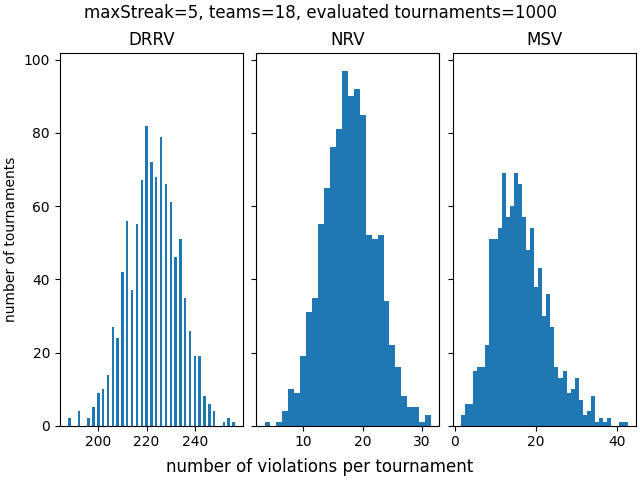 maxStreak=5, teams=18, evaluated tournaments=1000
DRRV NRV MSV
number of tournaments
100
80
60
40
20
0
200 220 240 10 20 30 0 20 40
number of violations per tournament